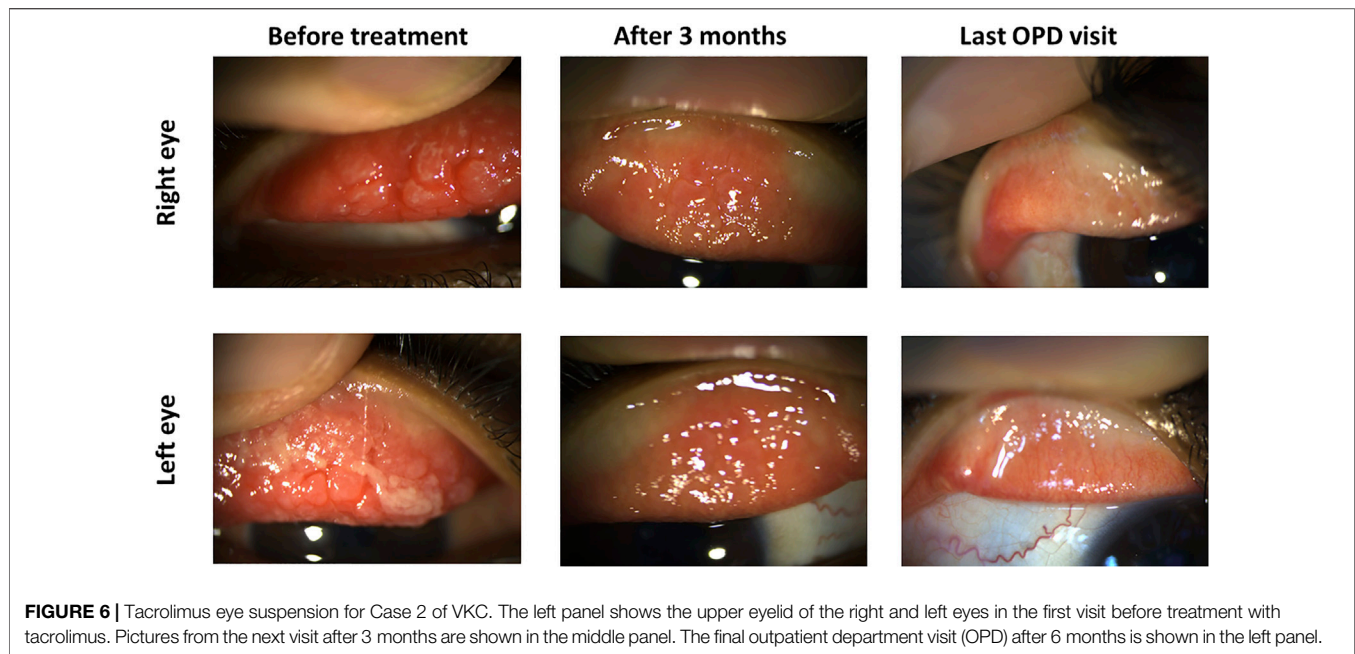 Before treatment
After 3 months
Last OPD visit
Right eye
Left eye
FIGURE 6 | Tacrolimus eye suspension for Case 2 of VKC. The left panel shows the upper eyelid of the right and left eyes in the first visit before treatment with
tacrolimus. Pictures from the next visit after 3 months are shown in the middle panel. The final outpatient department visit (OPD) after 6 months is shown in the left panel.